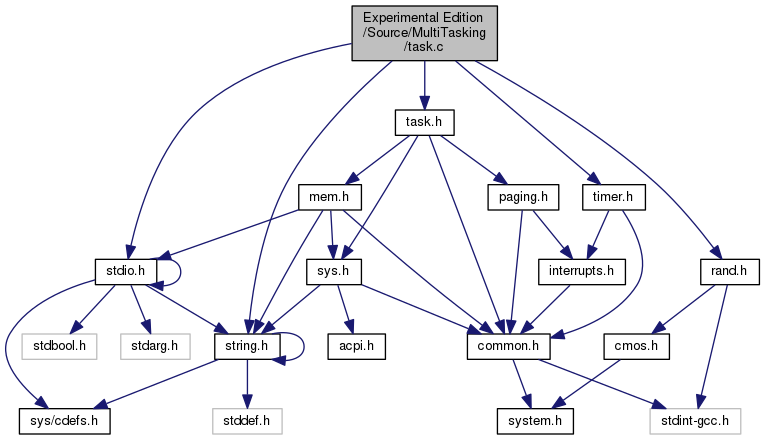 Experimental Edition
/Source/MultiTasking
/task.c
task.h
mem.h
paging.h
timer.h
stdio.h
sys.h
interrupts.h
rand.h
stdbool.h
stdarg.h
string.h
acpi.h
common.h
cmos.h
sys/cdefs.h
stddef.h
system.h
stdint-gcc.h